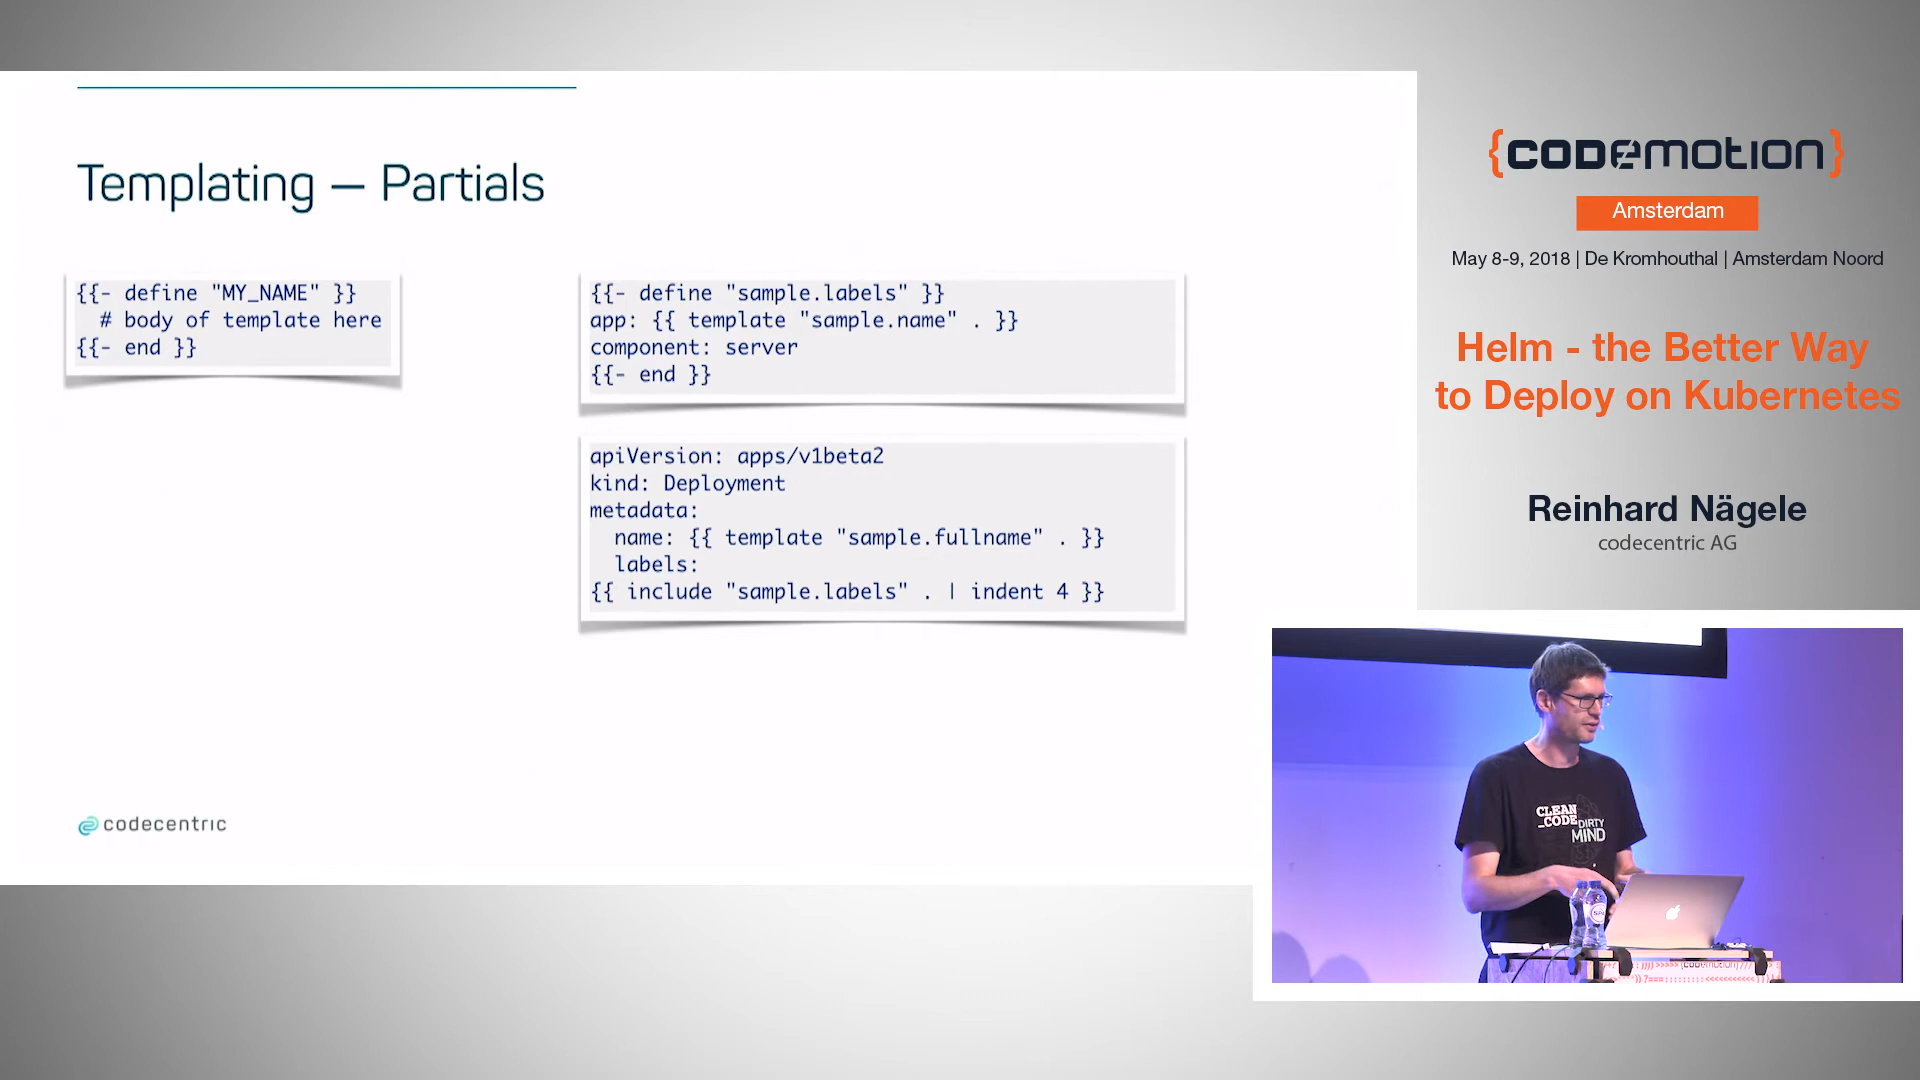 Templating – Partials
{{- define "MY_NAME" }}
  # body of template here
{{- end }}
{{- define "sample.labels" }}
app: {{ template "sample.name" . }}
component: server
{{- end }}
apiVersion: apps/v1beta2
kind: Deployment
metadata:
  name: {{ template "sample.fullname" . }}
  labels:
{{ include "sample.labels" . | indent 4 }}
codecentric
{codemotion}
Amsterdam
May 8-9, 2018 | De Kromhouthal | Amsterdam Noord
Helm - the Better Way
to Deploy on Kubernetes
Reinhard Nägele
codecentric AG
CLEAN
_CODE
DIRTY
MIND